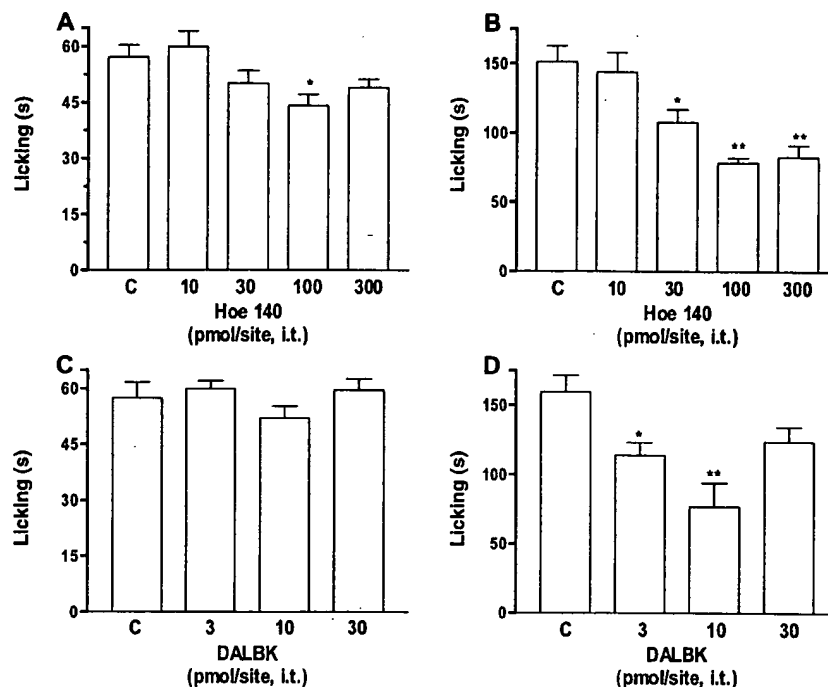 A
Licking (s)
60
45
30
15
0
*
C 10 30 100 300
Hoe 140
(pmol/site, i.t.)
B
Licking (s)
150
100
50
0
*
**
**
C 10 30 100 300
Hoe 140
(pmol/site, i.t.)
C
Licking (s)
60
45
30
15
0
C 3 10 30
DALBK
(pmol/site, i.t.)
D
Licking (s)
150
100
50
0
*
**
C 3 10 30
DALBK
(pmol/site, i.t.)